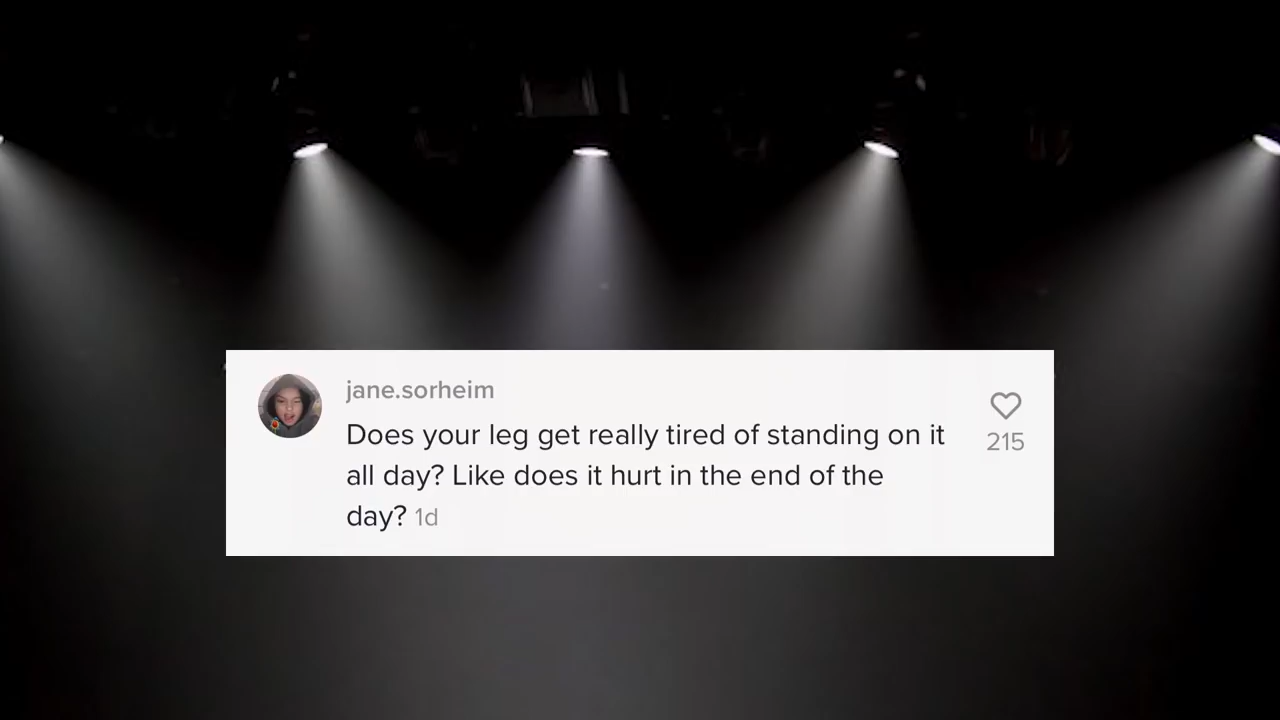 jane.sorheim
Does your leg get really tired of standing on it
all day? Like does it hurt in the end of the
day? 1d
215